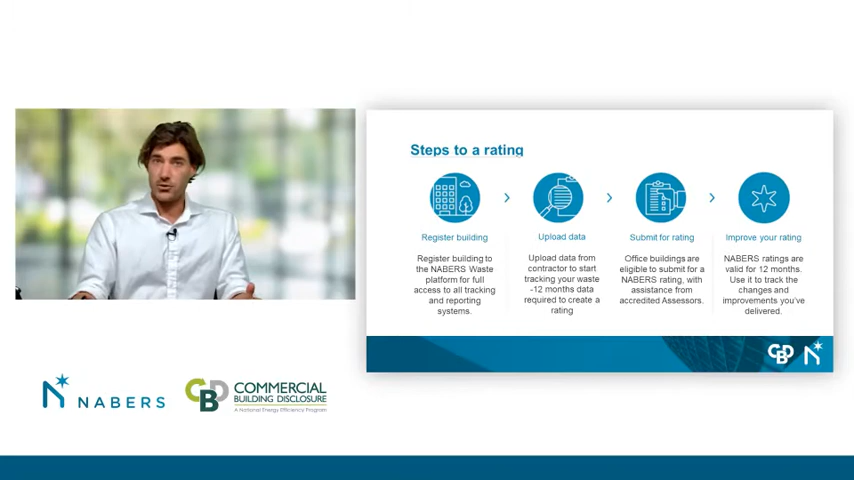 Steps to a rating
Register building
Register building to
the NABERS Waste
platform for full
access to all tracking
and reporting
systems.
Upload data
Upload data from
contractor to start
tracking your waste
-12 months data
required to create a
rating
Submit for rating
Office buildings are
eligible to submit for a
NABERS rating, with
assistance from
accredited Assessors.
Improve your rating
NABERS ratings are
valid for 12 months.
Use it to track the
changes and
improvements you've
delivered.
CBD N
N NABERS
CBD COMMERCIAL
BUILDING DISCLOSURE
A National Energy Efficiency Program